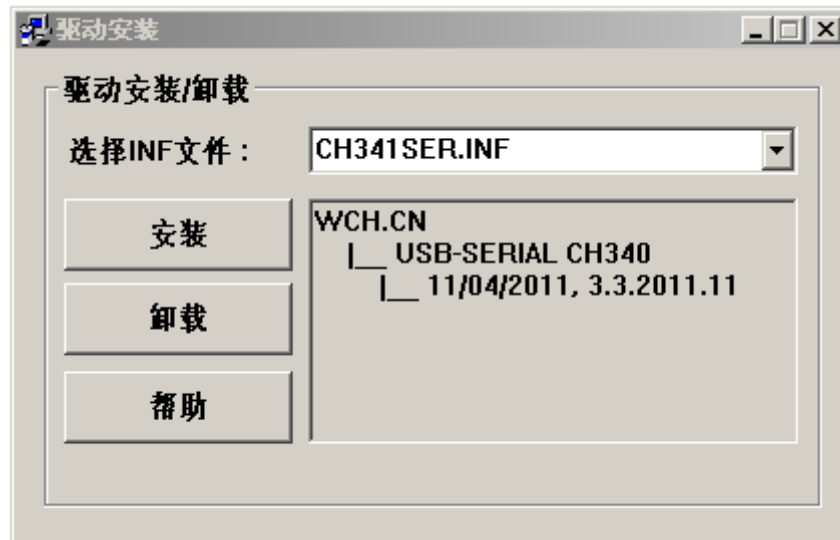 驱动安装
驱动安装/卸载
选择INF文件：
CH341SER.INF
安装
卸载
帮助
WCH.CN
|__ USB-SERIAL CH340
|__ 11/04/2011, 3.3.2011.11